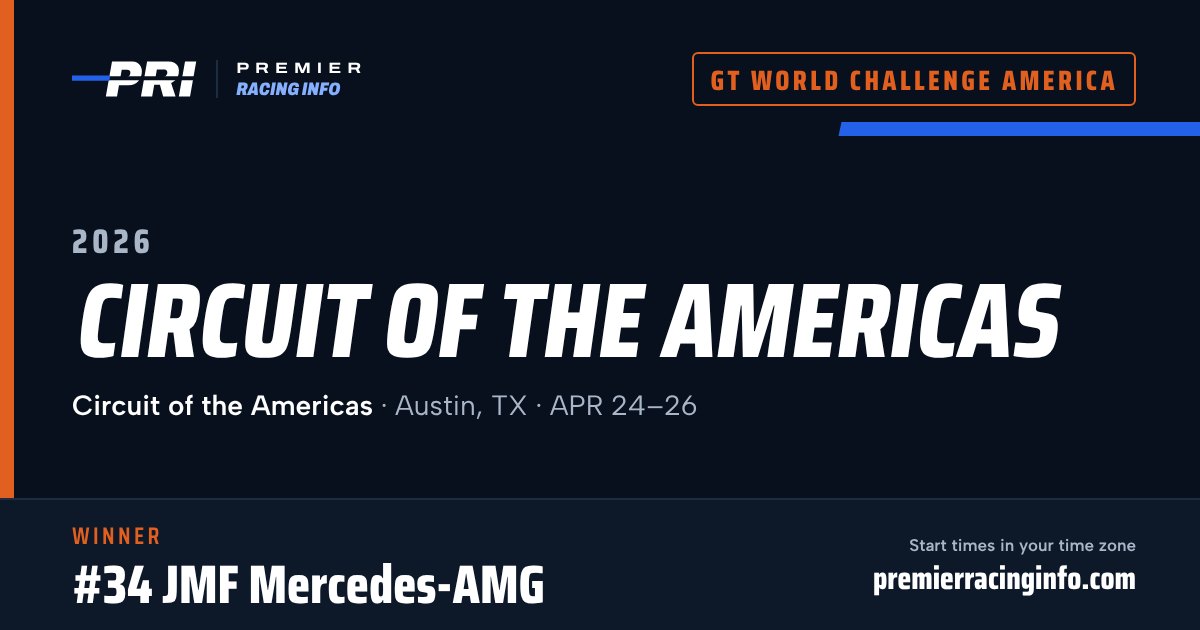 PRI
PREMIER
RACING INFO
GT WORLD CHALLENGE AMERICA
2026
CIRCUIT OF THE AMERICAS
Circuit of the Americas · Austin, TX · APR 24–26
WINNER
#34 JMF Mercedes-AMG
Start times in your time zone
premierracinginfo.com